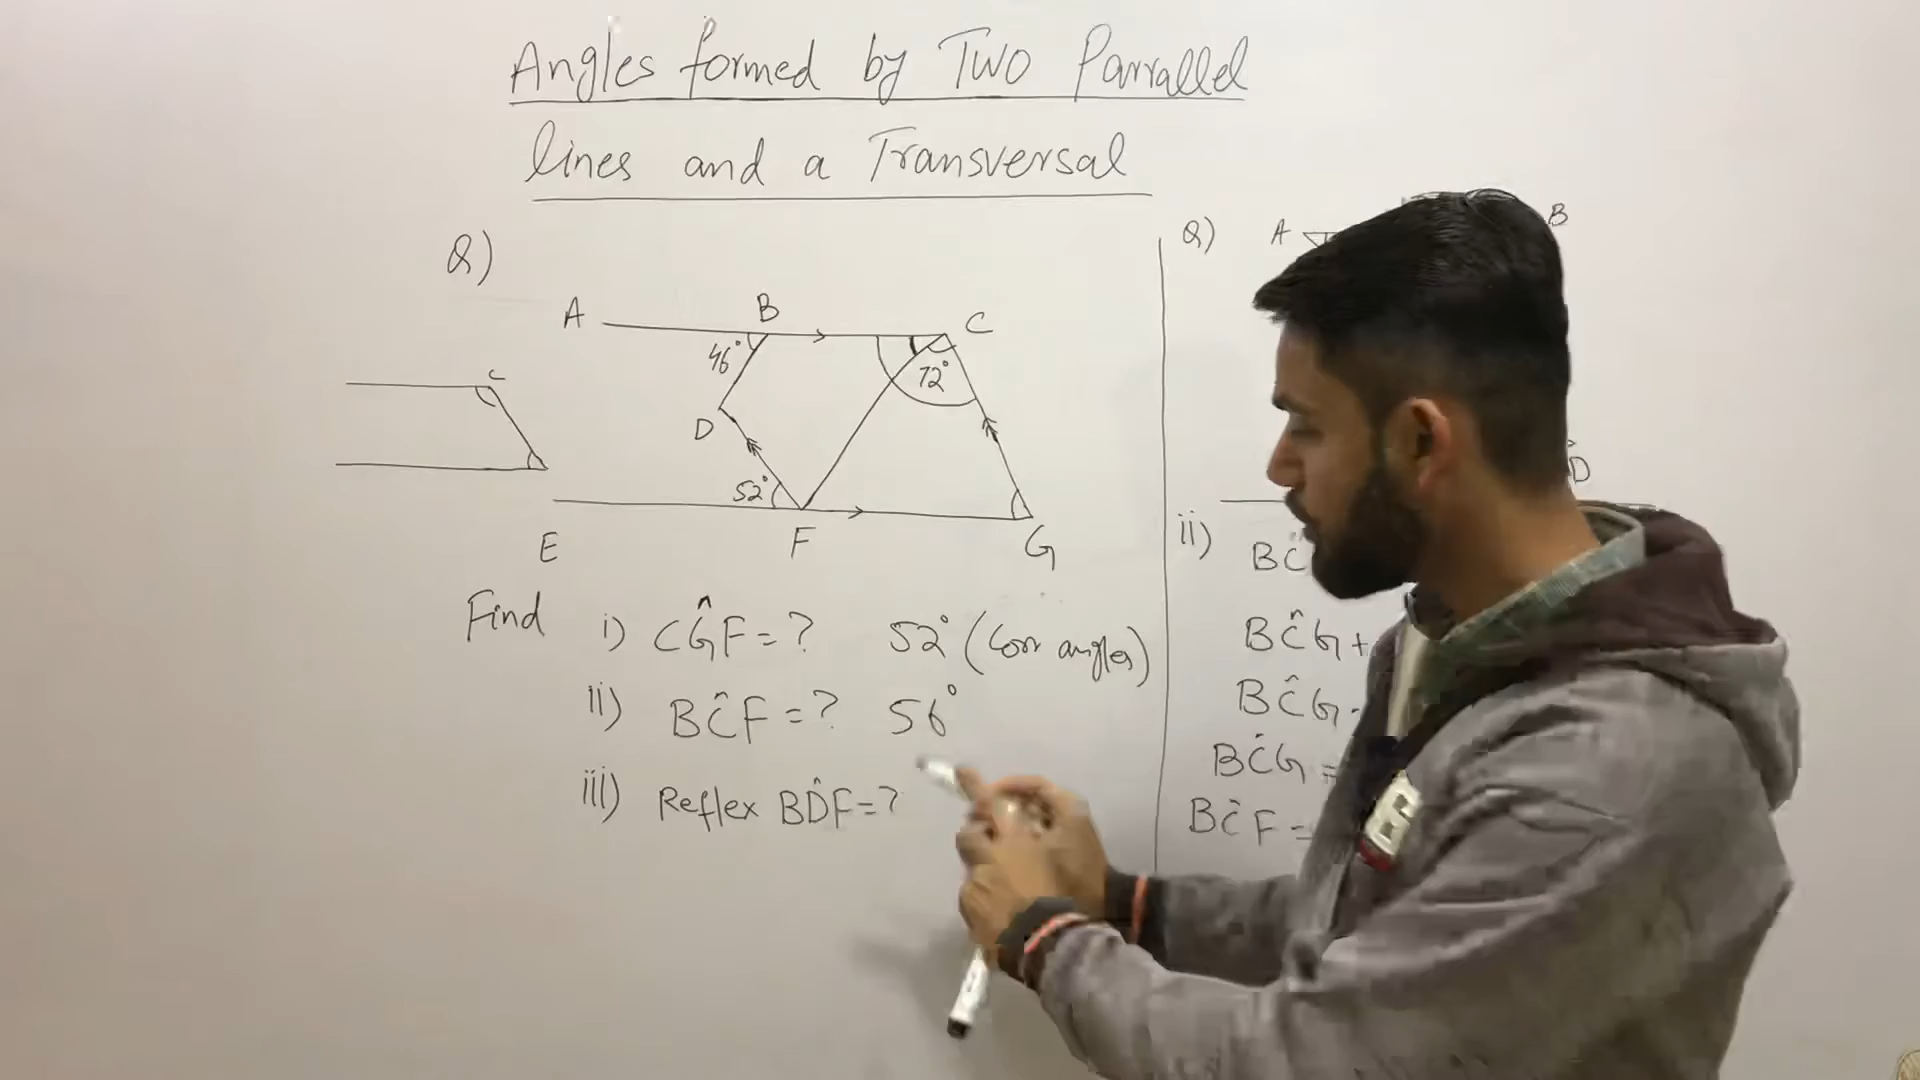 Angles formed by Two Parrallel
lines and a Transversal
Q)
A B C
46°
72°
D
52°
E F G
C
Find i) CĜF = ? 52° (Corr angles)
ii) BĈF = ? 56°
iii) Reflex BD̂F = ?
Q) A B
D
ii) BĈ
BĈG +
BĈG
BĈG =
BĈF =